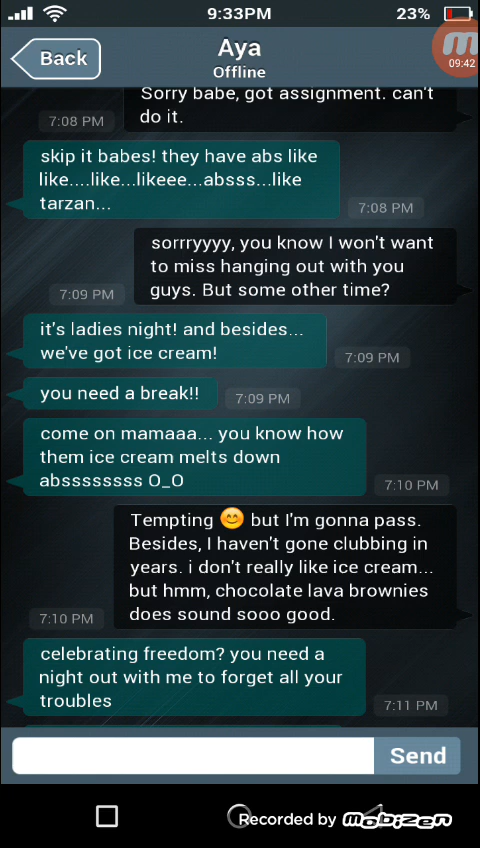 9:33PM
23%
m
09:42
Back
Aya
Offline
Sorry babe, got assignment. can't
do it.
7:08 PM
skip it babes! they have abs like
like....like...likeee...absss...like
tarzan...
7:08 PM
sorrryyyy, you know I won't want
to miss hanging out with you
guys. But some other time?
7:09 PM
it's ladies night! and besides...
we've got ice cream!
7:09 PM
you need a break!!
7:09 PM
come on mamaaa... you know how
them ice cream melts down
abssssssss O_O
7:10 PM
Tempting 😊 but I'm gonna pass.
Besides, I haven't gone clubbing in
years. i don't really like ice cream...
but hmm, chocolate lava brownies
does sound sooo good.
7:10 PM
celebrating freedom? you need a
night out with me to forget all your
troubles
7:11 PM
Send
Recorded by mobizen